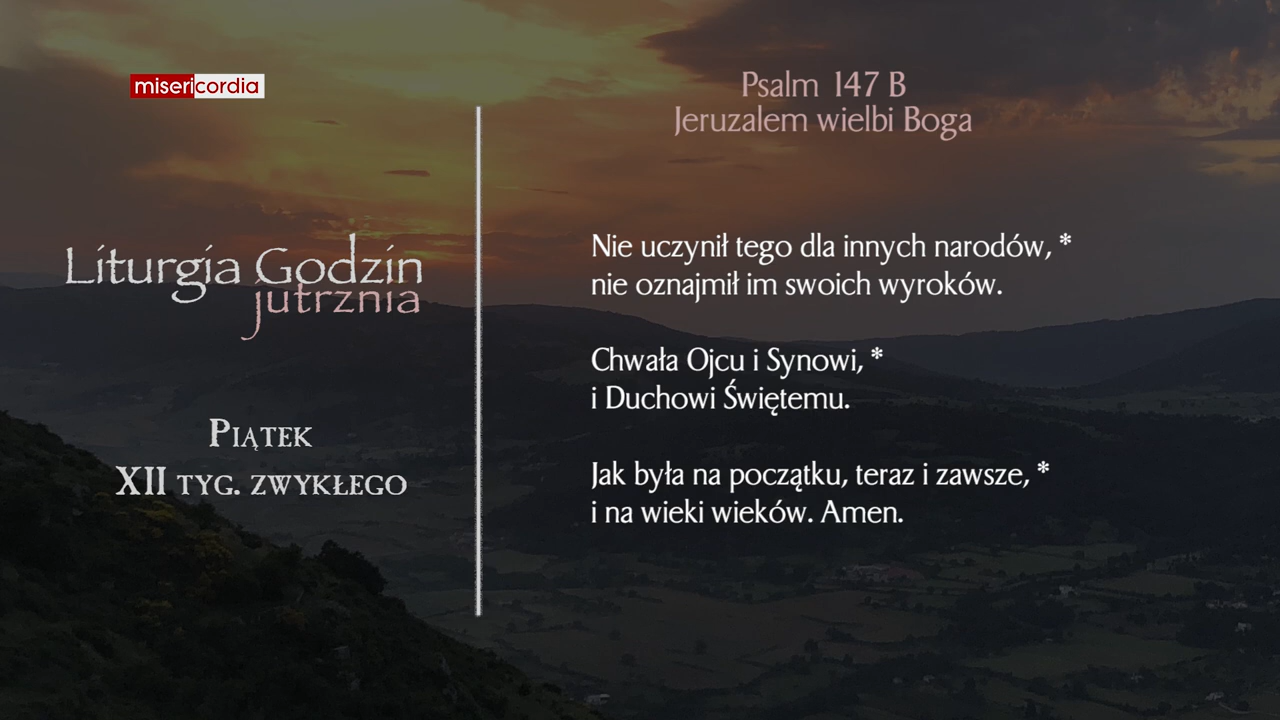 misericordia
Liturgia Godzin
jutrznia
Piątek
XII tyg. zwykłego
Psalm 147 B
Jeruzalem wielbi Boga
Nie uczynił tego dla innych narodów, *
nie oznajmił im swoich wyroków.
Chwała Ojcu i Synowi, *
i Duchowi Świętemu.
Jak była na początku, teraz i zawsze, *
i na wieki wieków. Amen.